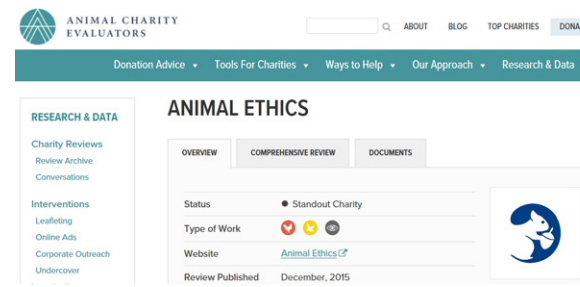 ANIMAL CHARITY
EVALUATORS
ABOUT BLOG TOP CHARITIES DONA
Donation Advice Tools For Charities Ways to Help Our Approach Research & Data
RESEARCH & DATA
Charity Reviews
Review Archive
Conversations
Interventions
Leafleting
Online Ads
Corporate Outreach
Undercover
ANIMAL ETHICS
OVERVIEW COMPREHENSIVE REVIEW DOCUMENTS
Status Standout Charity
Type of Work
Website Animal Ethics
Review Published December, 2015